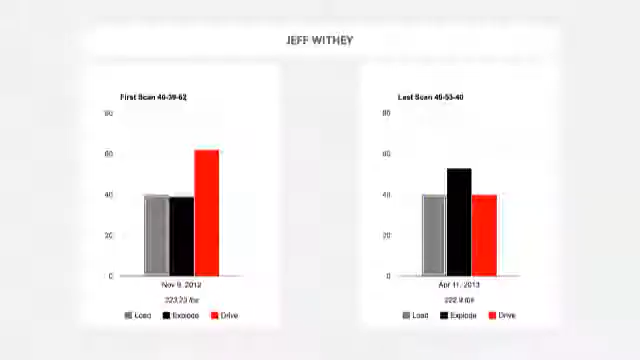 JEFF WITHEY
First Scan 40-39-62
80
60
40
20
0
Nov 9, 2012
Load Explode Drive
Last Scan 40-53-40
80
60
40
20
0
Apr 11, 2013
Load Explode Drive